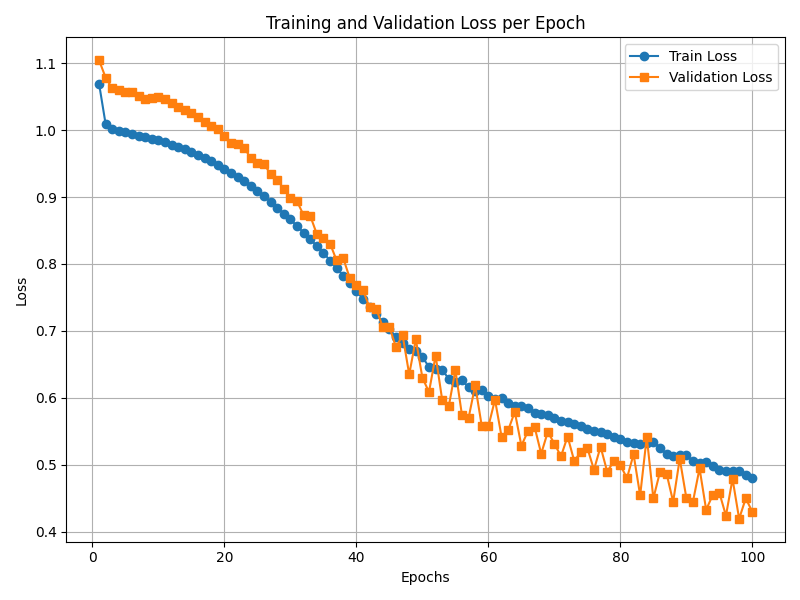 Training and Validation Loss per Epoch
Train Loss
Validation Loss
1.1
1.0
0.9
0.8
0.7
0.6
0.5
0.4
Loss
0 20 40 60 80 100
Epochs